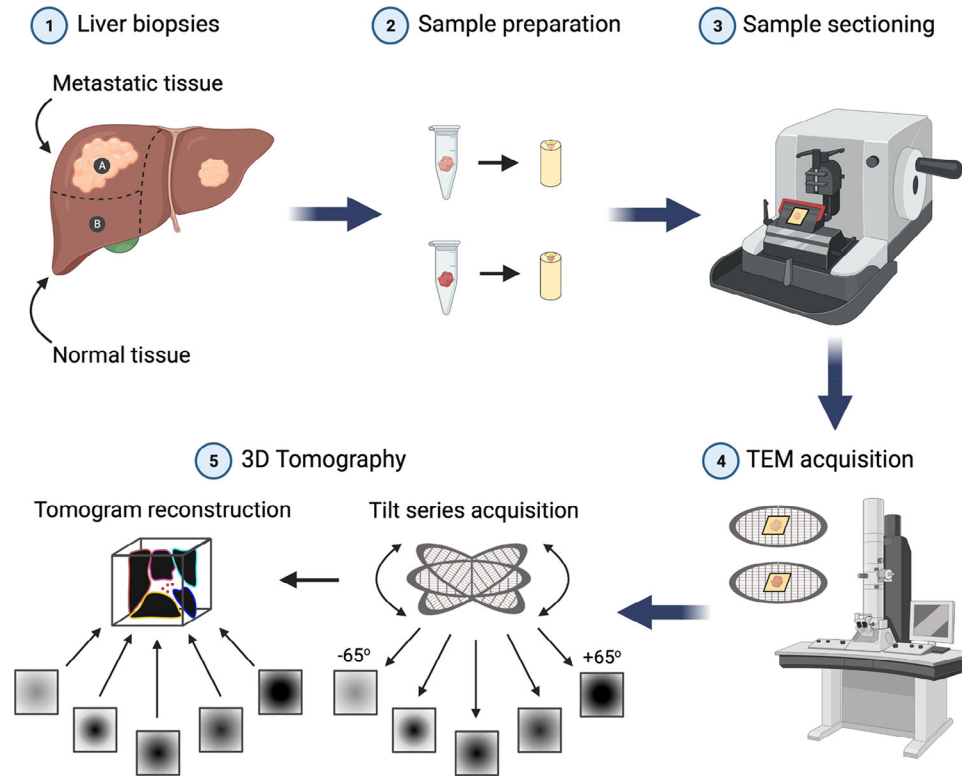 1 Liver biopsies
2 Sample preparation
3 Sample sectioning
Metastatic tissue
A
B
Normal tissue
4 TEM acquisition
5 3D Tomography
Tomogram reconstruction
Tilt series acquisition
-65º
+65º